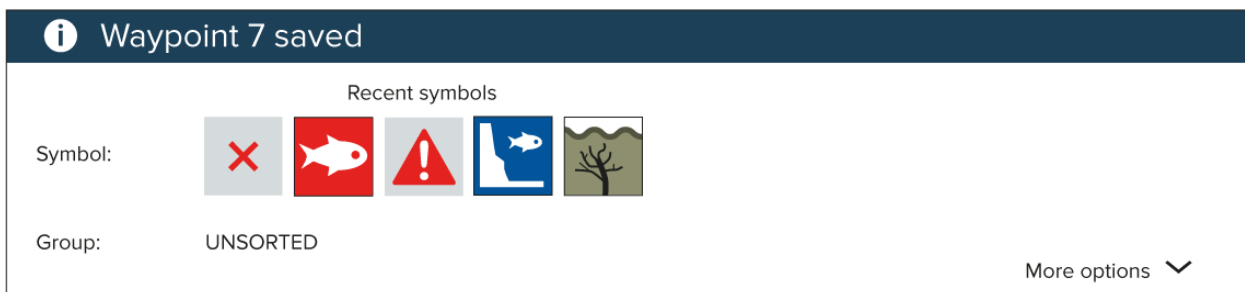 Waypoint 7 saved
Recent symbols
Symbol:
Group: UNSORTED
More options